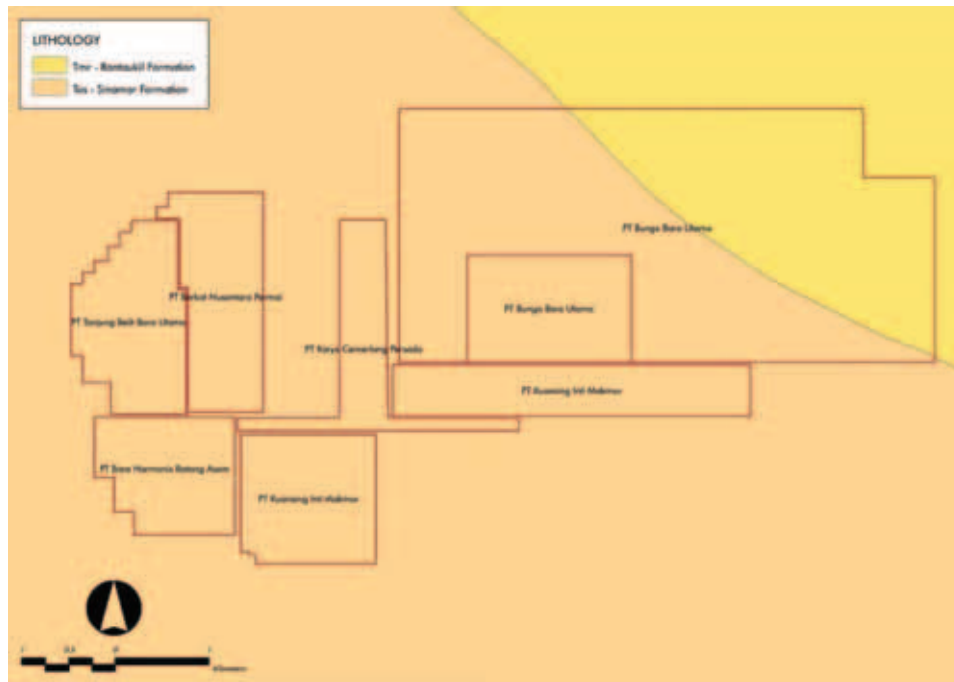 LITHOLOGY
Tmr - Rantauikil Formation
Tos - Sinamar Formation
PT Bunga Bara Utama
PT Berkat Nusantara Permai
PT Bunga Bara Utama
PT Tanjung Belit Bara Utama
PT Karya Cemerlang Persada
PT Kuansing Inti Makmur
PT Bara Harmonis Batang Asam
PT Kuansing Inti Makmur